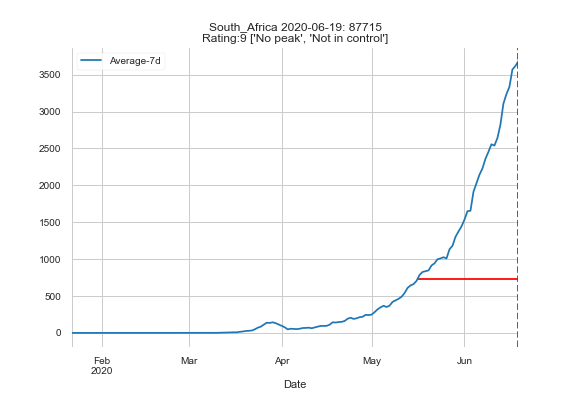 South_Africa 2020-06-19: 87715
Rating:9 ['No peak', 'Not in control']
Average-7d
3500
3000
2500
2000
1500
1000
500
0
Feb Mar Apr May Jun
2020
Date